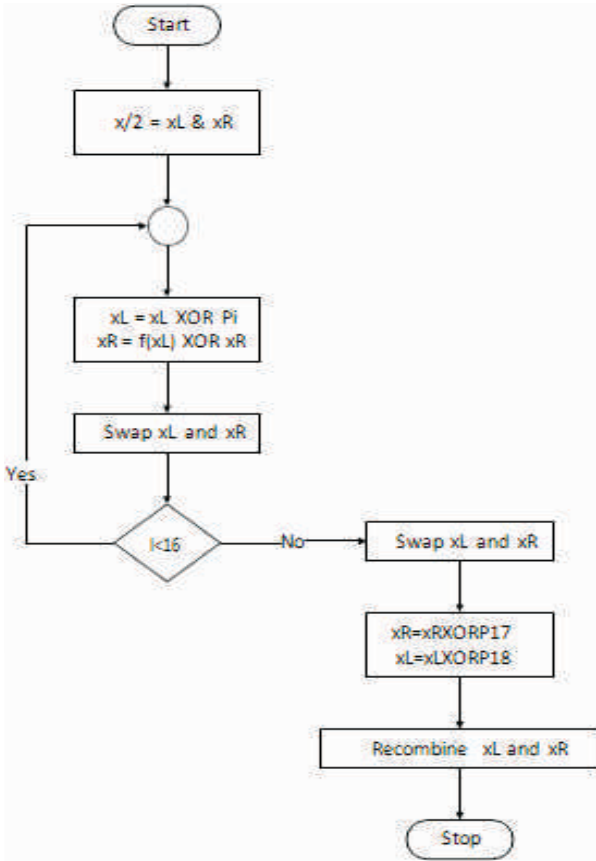 Start
x/2 = xL & xR
xL = xL XOR Pi
xR = f(xL) XOR xR
Swap xL and xR
Yes
I<16
No
Swap xL and xR
xR=xRXORP17
xL=xLXORP18
Recombine xL and xR
Stop